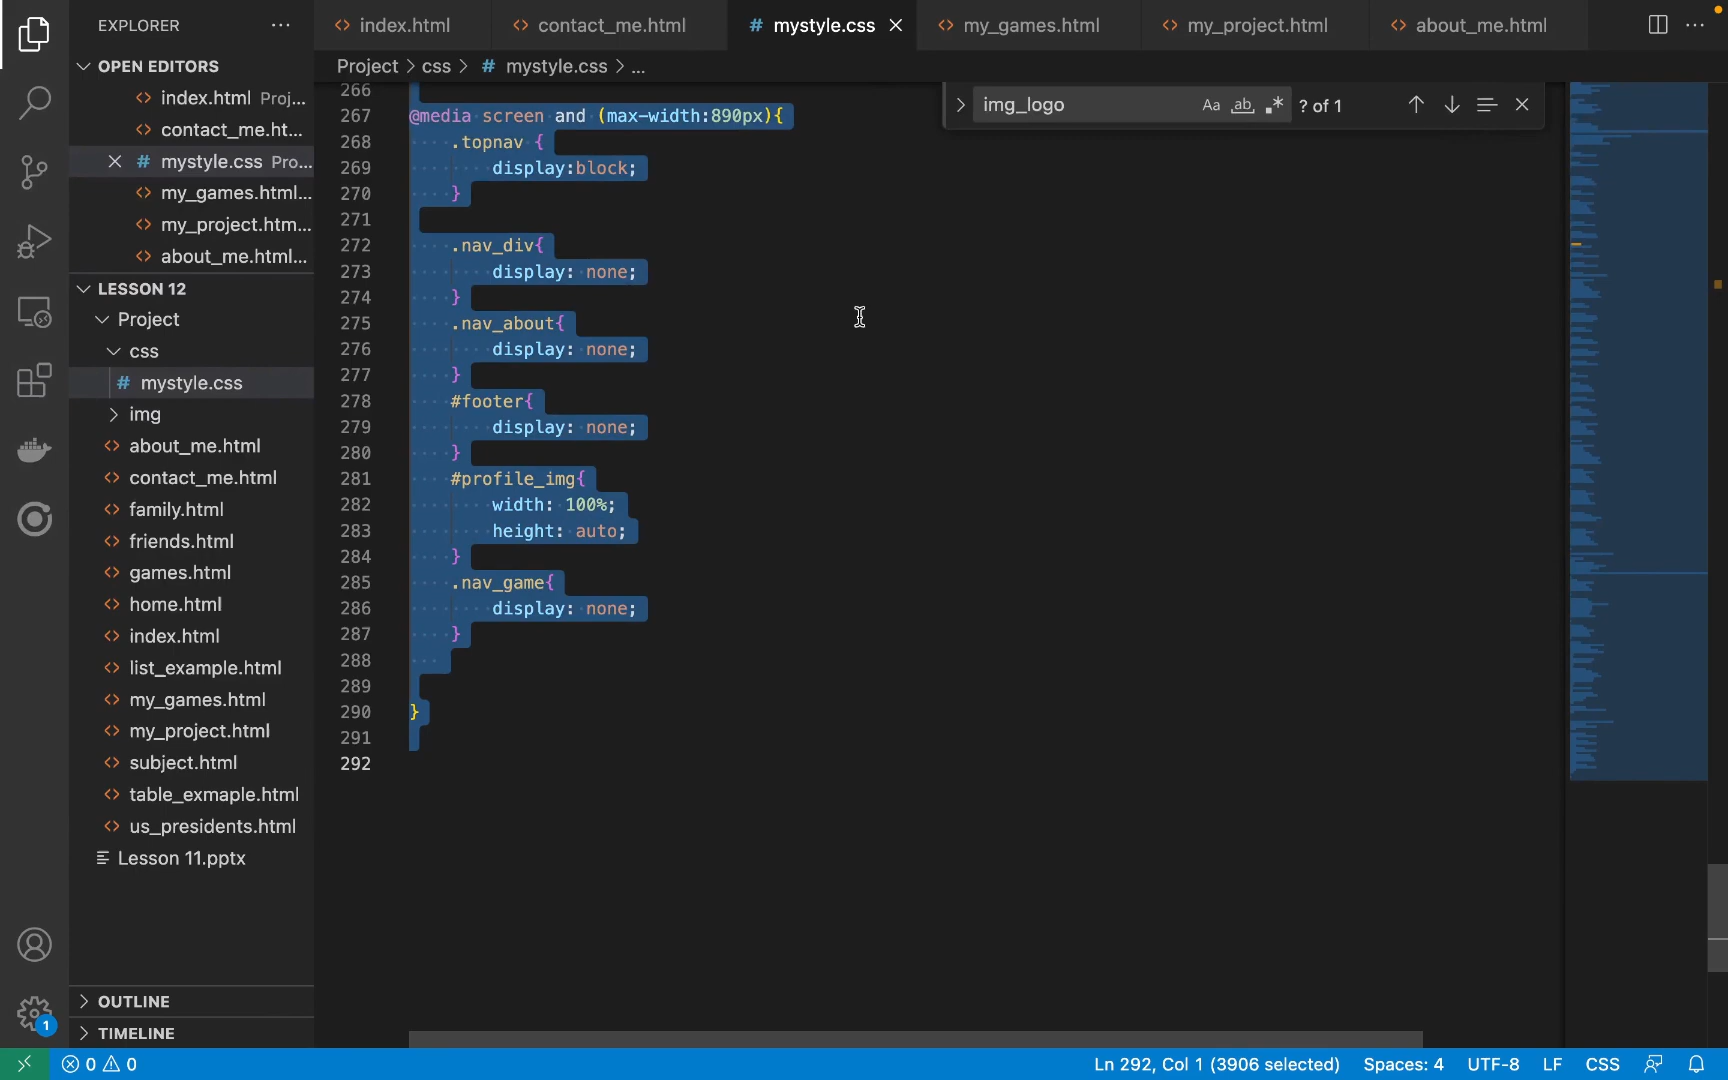 EXPLORER
index.html
contact_me.html
mystyle.css
my_games.html
my_project.html
about_me.html
OPEN EDITORS
index.html Proj...
contact_me.ht...
mystyle.css Pro...
my_games.html...
my_project.htm...
about_me.html...
LESSON 12
Project
css
# mystyle.css
img
about_me.html
contact_me.html
family.html
friends.html
games.html
home.html
index.html
list_example.html
my_games.html
my_project.html
subject.html
table_exmaple.html
us_presidents.html
Lesson 11.pptx
OUTLINE
TIMELINE
Project > css > # mystyle.css > ...
img_logo Aa ab ? of 1
266
267 @media screen and (max-width:890px){
268 .topnav {
269 display:block;
270 }
271
272 .nav_div{
273 display: none;
274 }
275 .nav_about{
276 display: none;
277 }
278 #footer{
279 display: none;
280 }
281 #profile_img{
282 width: 100%;
283 height: auto;
284 }
285 .nav_game{
286 display: none;
287 }
288
289
290 }
291
292
1
0 0 Ln 292, Col 1 (3906 selected) Spaces: 4 UTF-8 LF CSS